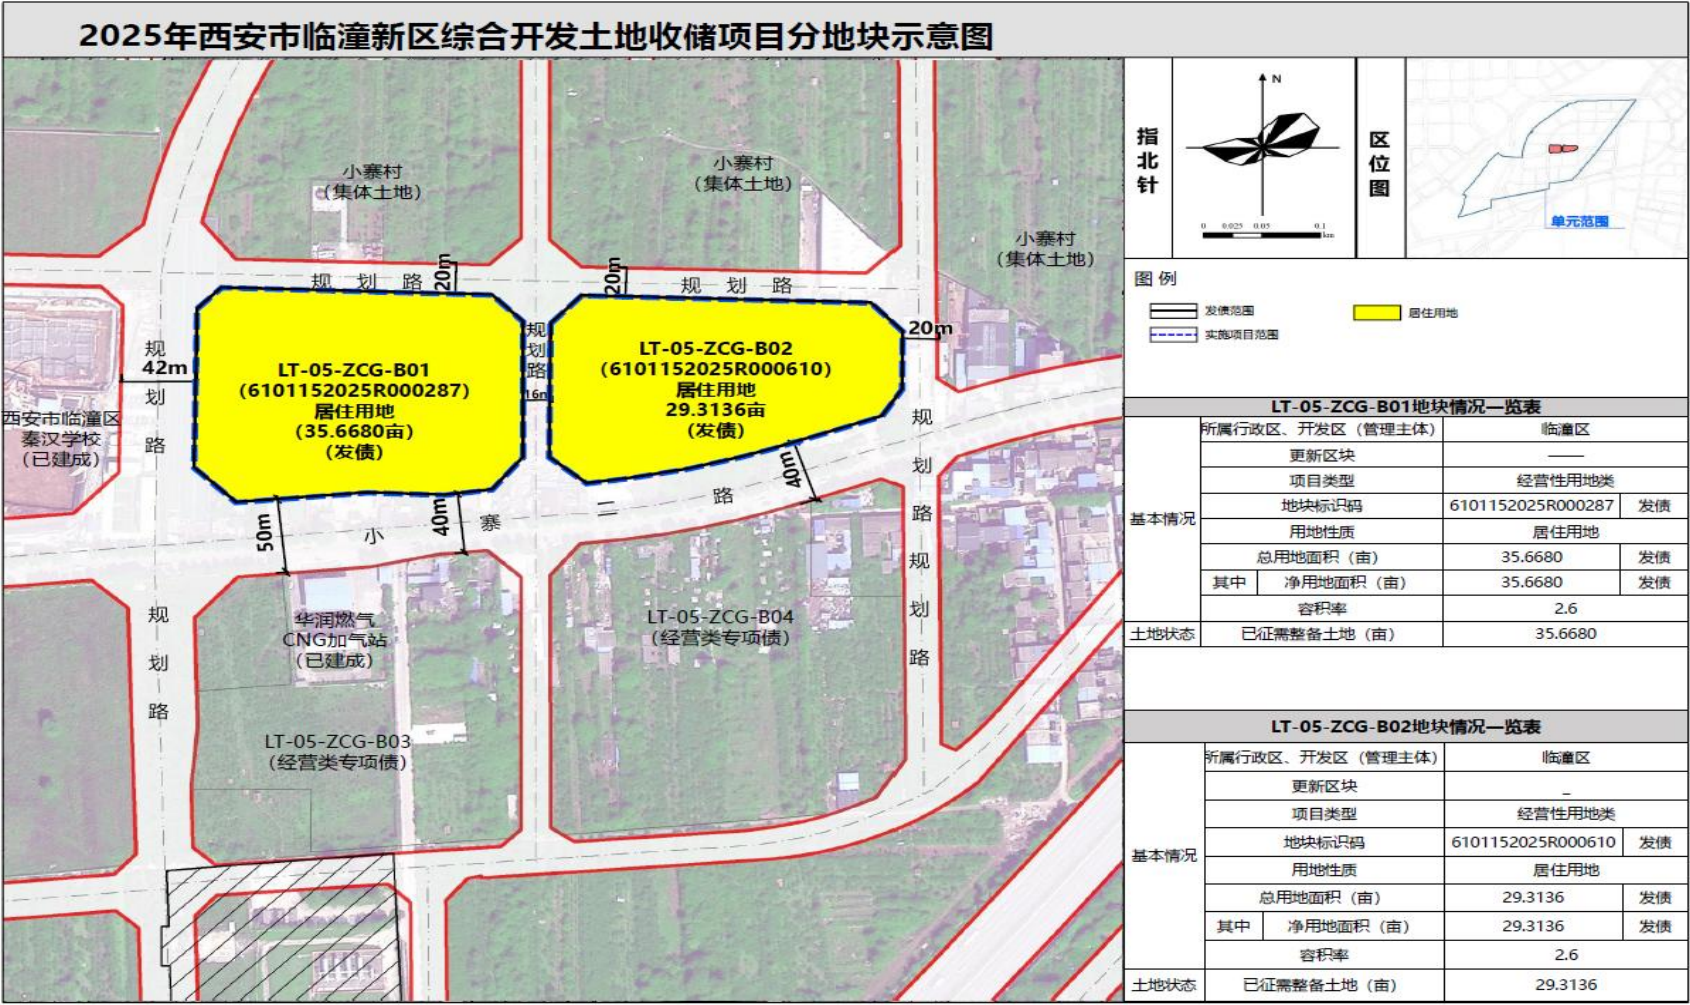 2025年西安市临潼新区综合开发土地收储项目分地块示意图
小寨村
（集体土地）
小寨村
（集体土地）
小寨村
（集体土地）
规划路
20m
20m
规划路
规划路
42m
规划路
16m
20m
LT-05-ZCG-B01
(6101152025R000287)
居住用地
(35.6680亩)
(发债)
LT-05-ZCG-B02
(6101152025R000610)
居住用地
29.3136亩
(发债)
西安市临潼区
秦汉学校
（已建成）
规划路
50m
40m
40m
小寨三路
规划路
规划路
华润燃气
CNG加气站
（已建成）
LT-05-ZCG-B04
（经营类专项债）
LT-05-ZCG-B03
（经营类专项债）
指北针
N
0 0.025 0.05 0.1
km
区位图
单元范围
图 例
发债范围
居住用地
实施项目范围
LT-05-ZCG-B01地块情况一览表
基本情况
所属行政区、开发区（管理主体） 临潼区
更新区块 ——
项目类型 经营性用地类
地块标识码 6101152025R000287 发债
用地性质 居住用地
总用地面积（亩） 35.6680 发债
其中 净用地面积（亩） 35.6680 发债
容积率 2.6
土地状态 已征需整备土地（亩） 35.6680
LT-05-ZCG-B02地块情况一览表
基本情况
所属行政区、开发区（管理主体） 临潼区
更新区块 _
项目类型 经营性用地类
地块标识码 6101152025R000610 发债
用地性质 居住用地
总用地面积（亩） 29.3136 发债
其中 净用地面积（亩） 29.3136 发债
容积率 2.6
土地状态 已征需整备土地（亩） 29.3136